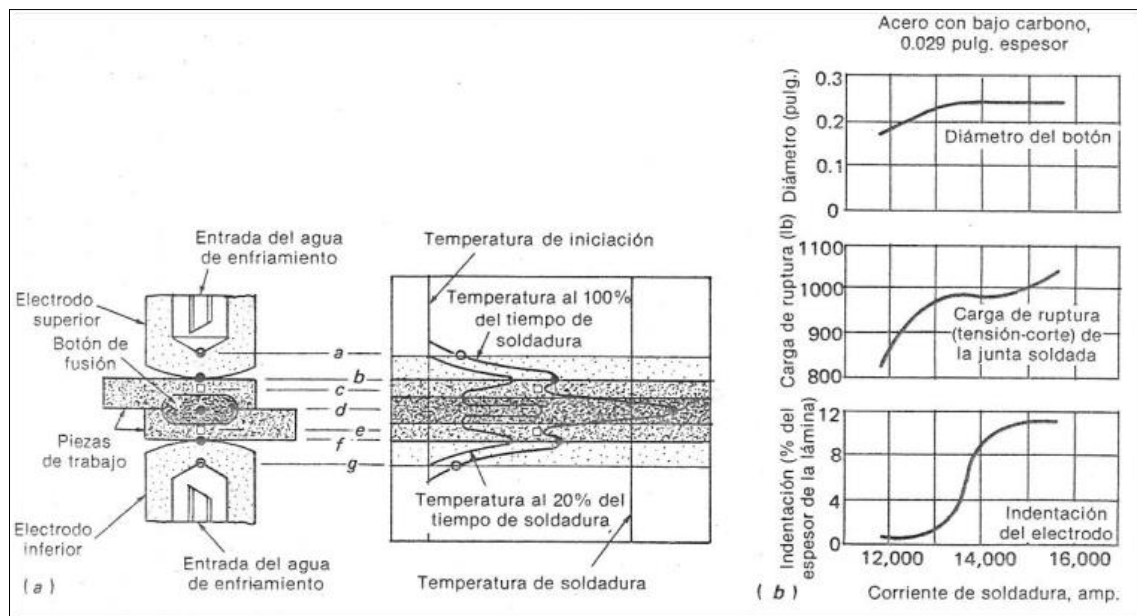 Entrada del agua
de enfriamiento
Electrodo
superior
Botón de
fusión
Piezas
de trabajo
Electrodo
inferior
Entrada del agua
de enfriamiento
(a)
a
b
c
d
e
f
g
Temperatura de iniciación
Temperatura al 100%
del tiempo de
soldadura
Temperatura al 20% del
tiempo de soldadura
Temperatura de soldadura
Acero con bajo carbono,
0.029 pulg. espesor
Diámetro (pulg.)
0.3
0.2
0.1
0
Diámetro del botón
Carga de ruptura (lb)
1100
1000
900
800
Carga de ruptura
(tensión-corte) de
la junta soldada
Indentación (% del
espesor de la lámina)
12
8
4
0
Indentación
del electrodo
12,000 14,000 16,000
(b) Corriente de soldadura, amp.